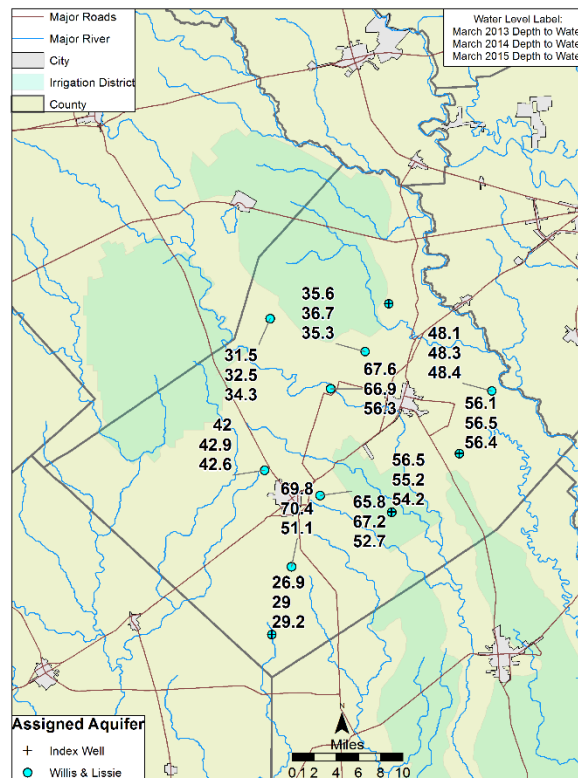 Major Roads
Major River
City
Irrigation District
County
Water Level Label:
March 2013 Depth to Wate
March 2014 Depth to Wate
March 2015 Depth to Wate
35.6
36.7
35.3
48.1
48.3
48.4
31.5
32.5
34.3
67.6
66.9
56.3
56.1
56.5
56.4
42
42.9
42.6
56.5
55.2
54.2
69.8
70.4
51.1
65.8
67.2
52.7
26.9
29
29.2
Assigned Aquifer
Index Well
Willis & Lissie
N
Miles
0 1 2 4 6 8 10